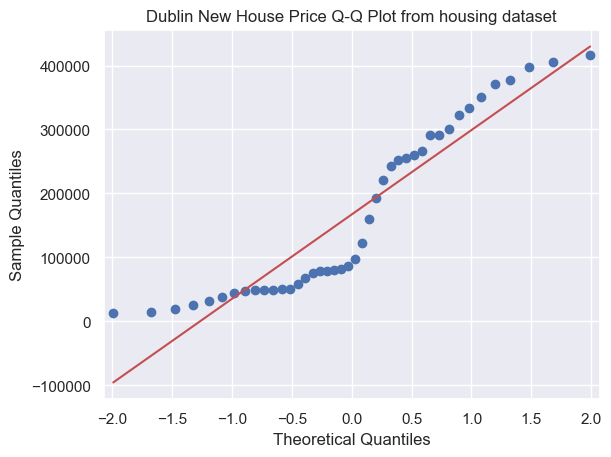 Dublin New House Price Q-Q Plot from housing dataset
400000
300000
200000
100000
0
−100000
Sample Quantiles
−2.0 −1.5 −1.0 −0.5 0.0 0.5 1.0 1.5 2.0
Theoretical Quantiles